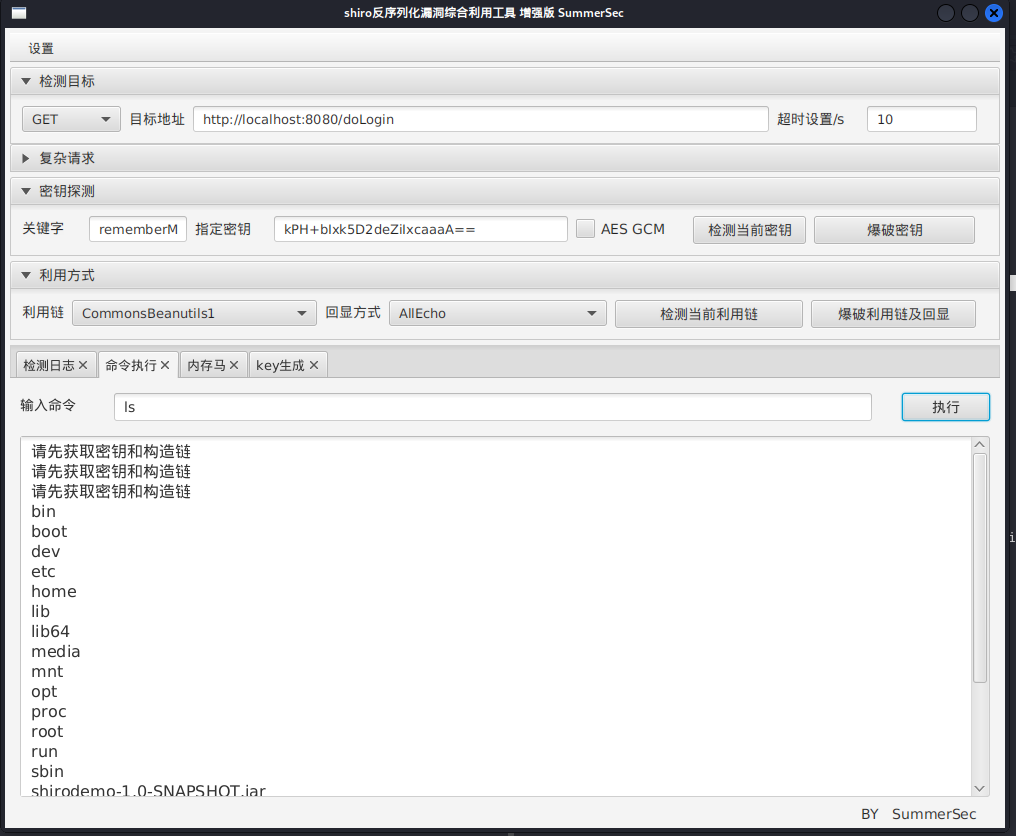 shiro反序列化漏洞综合利用工具 增强版 SummerSec
设置
检测目标
GET 目标地址 http://localhost:8080/doLogin 超时设置/s 10
复杂请求
密钥探测
关键字 rememberM 指定密钥 kPH+bIxk5D2deZiIxcaaaA== AES GCM 检测当前密钥 爆破密钥
利用方式
利用链 CommonsBeanutils1 回显方式 AllEcho 检测当前利用链 爆破利用链及回显
检测日志 命令执行 内存马 key生成
输入命令 ls 执行
请先获取密钥和构造链
请先获取密钥和构造链
请先获取密钥和构造链
bin
boot
dev
etc
home
lib
lib64
media
mnt
opt
proc
root
run
sbin
shirodemo-1.0-SNAPSHOT.jar
BY SummerSec